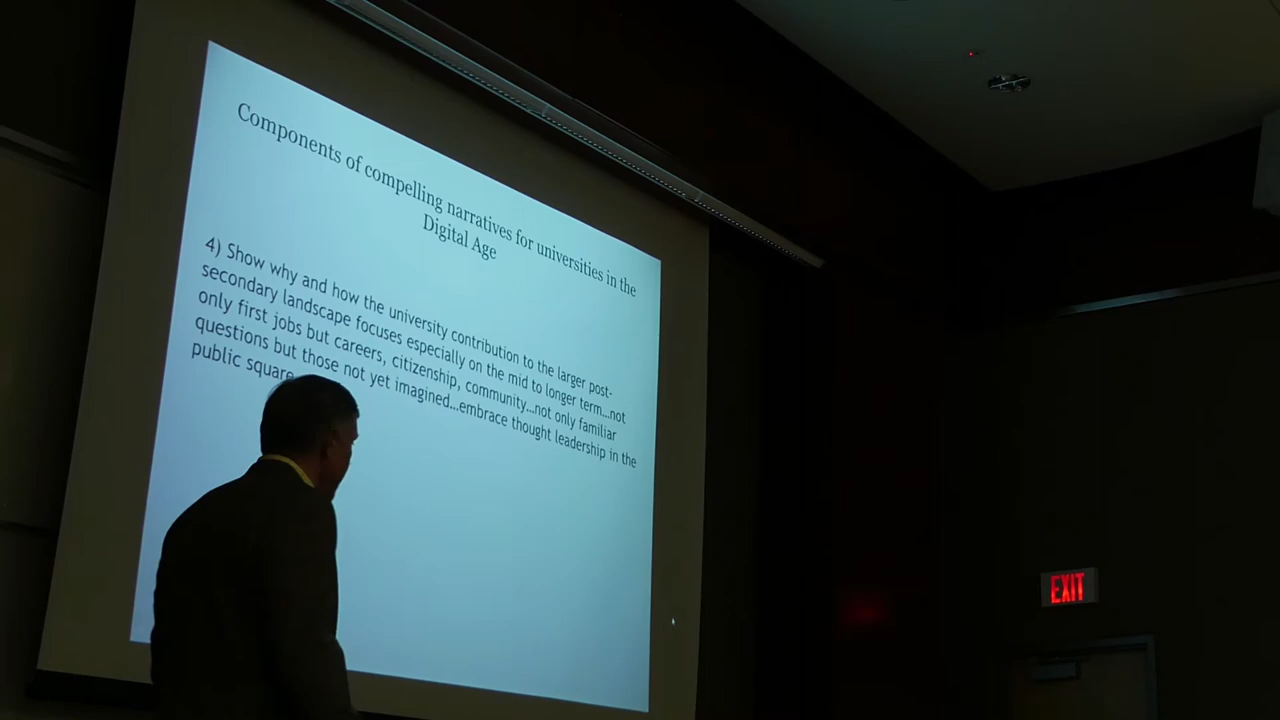 Components of compelling narratives for universities in the
Digital Age
4) Show why and how the university contribution to the larger post-
secondary landscape focuses especially on the mid to longer term...not
only first jobs but careers, citizenship, community...not only familiar
questions but those not yet imagined...embrace thought leadership in the
public square
EXIT